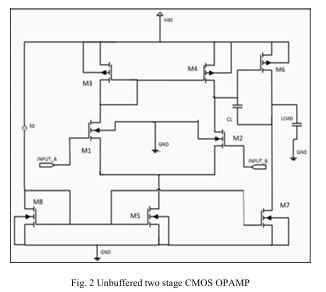 Vdd
M3
M4
M6
Io
Cc
LOAD
M1
M2
GND
GND
INPUT_A
INPUT_B
M8
M5
M7
GND
Fig. 2 Unbuffered two stage CMOS OPAMP